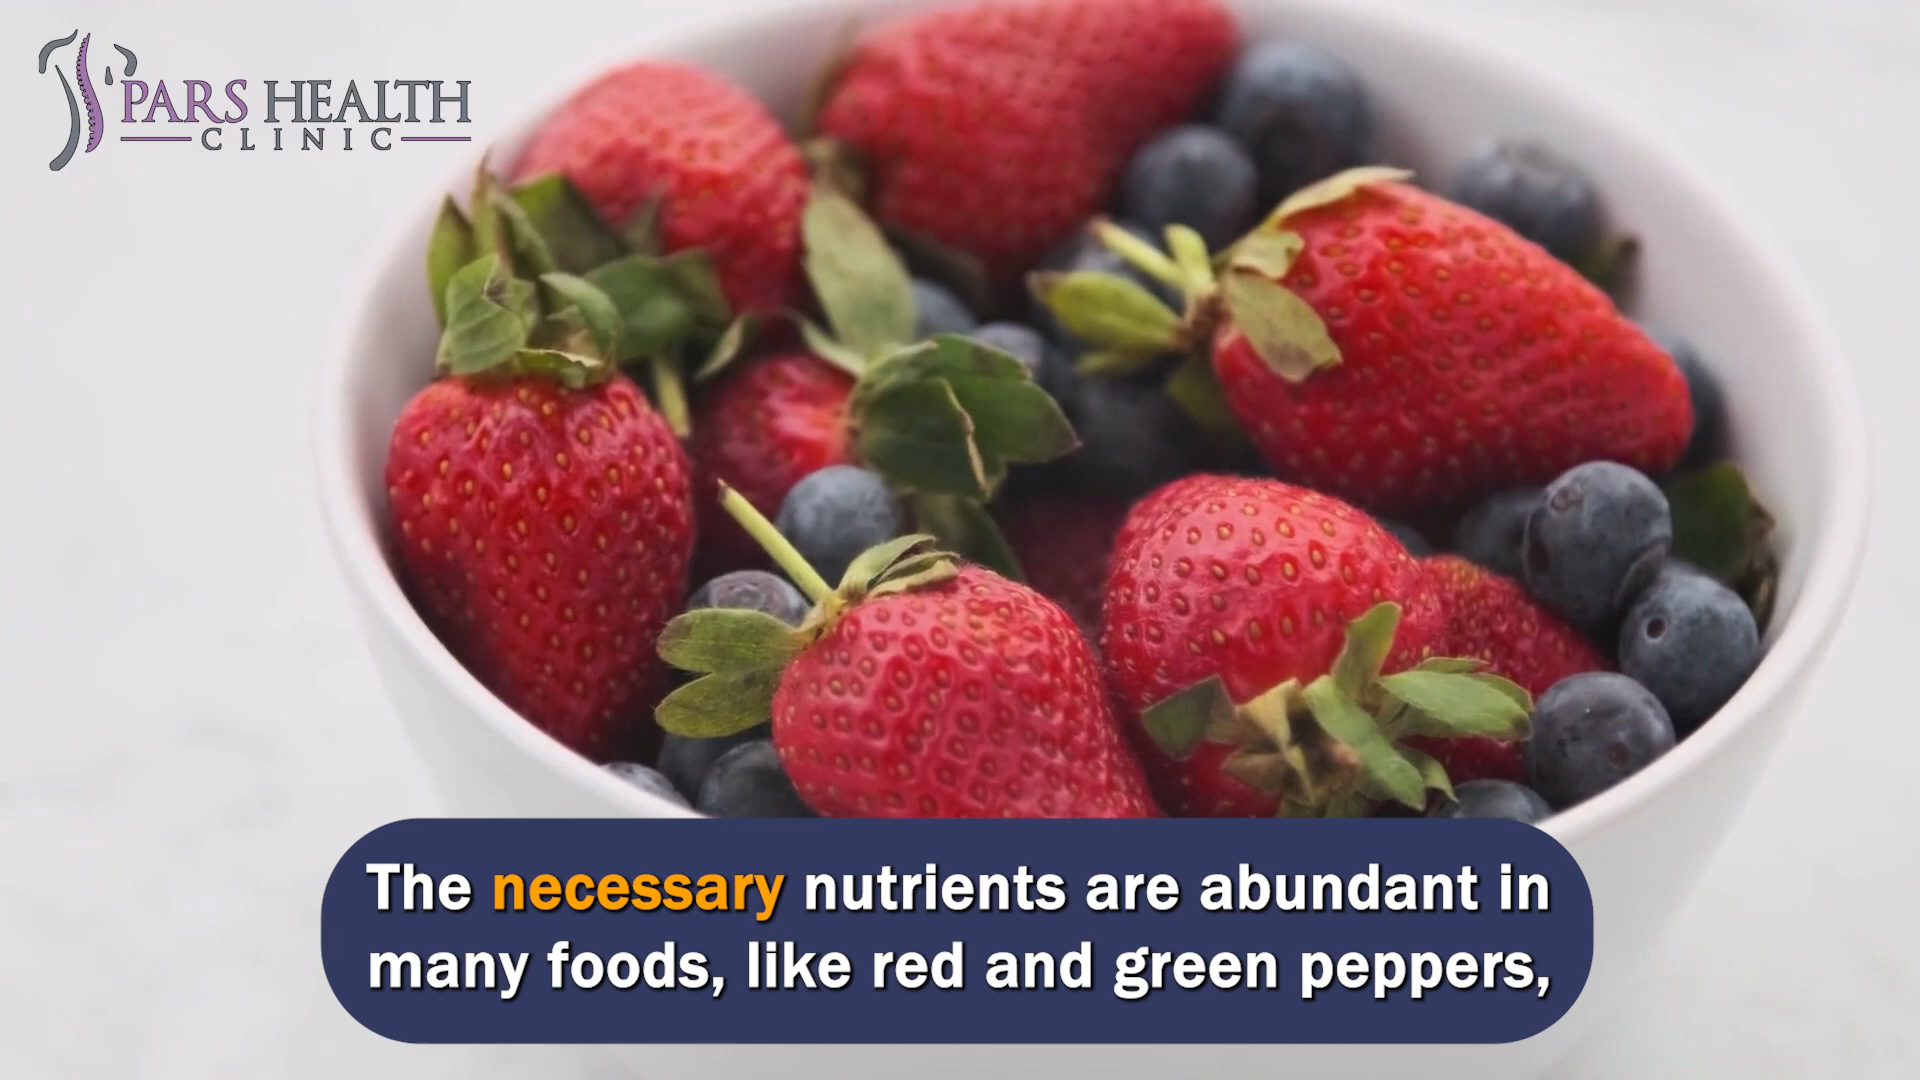 PARS HEALTH
CLINIC
The necessary nutrients are abundant in
many foods, like red and green peppers,